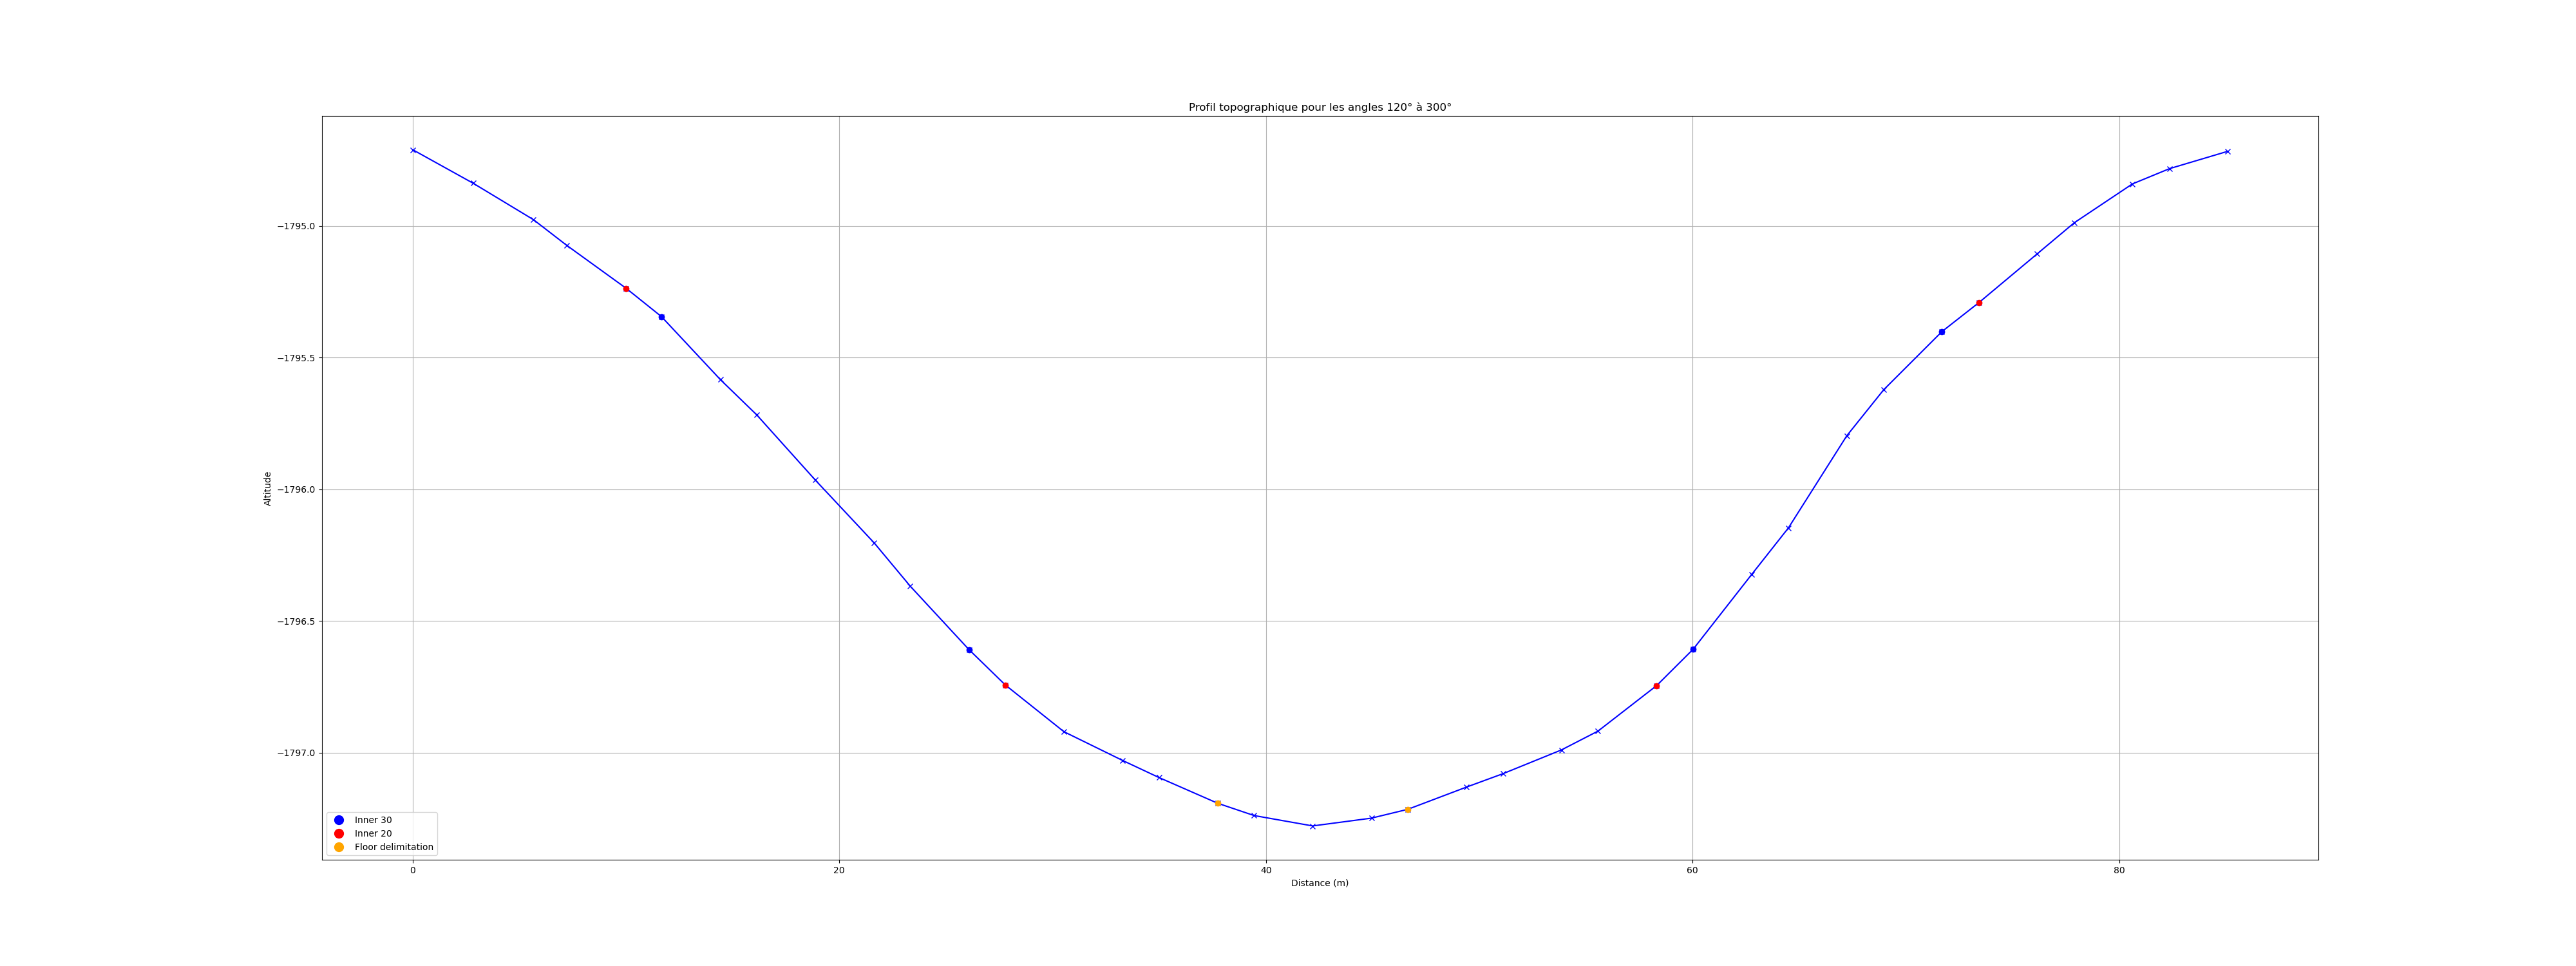 Profil topographique pour les angles 120° à 300°
−1795.0
−1795.5
−1796.0
−1796.5
−1797.0
Altitude
Inner 30
Inner 20
Floor delimitation
0 20 40 60 80
Distance (m)